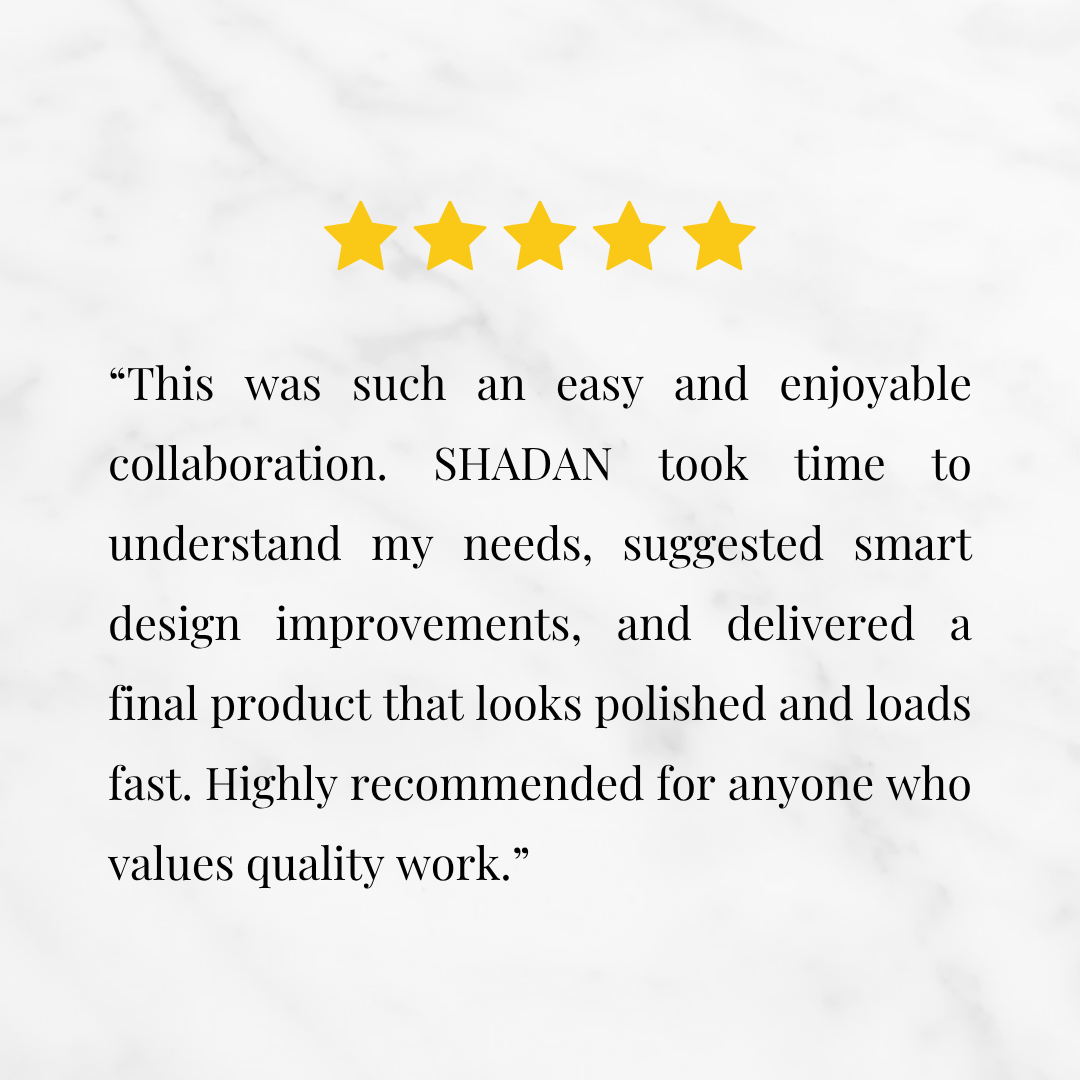 “This was such an easy and enjoyable
collaboration. SHADAN took time to
understand my needs, suggested smart
design improvements, and delivered a
final product that looks polished and loads
fast. Highly recommended for anyone who
values quality work.”